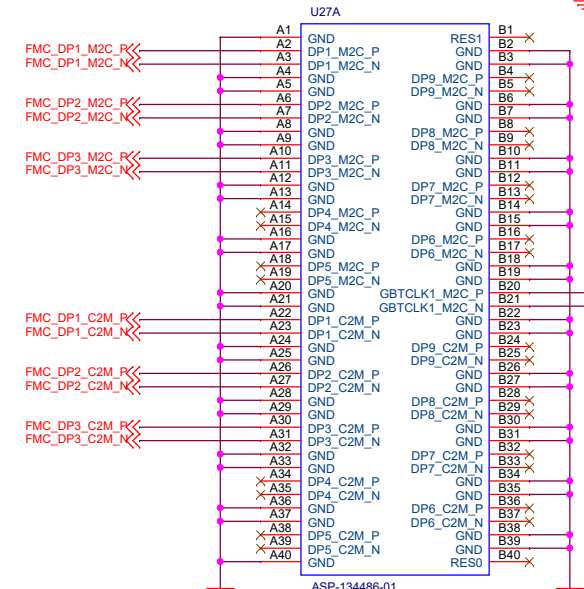 U27A
A1 GND RES1 B1
FMC_DP1_M2C_P A2 DP1_M2C_P GND B2
FMC_DP1_M2C_N A3 DP1_M2C_N GND B3
A4 GND DP9_M2C_P B4
A5 GND DP9_M2C_N B5
FMC_DP2_M2C_P A6 DP2_M2C_P GND B6
FMC_DP2_M2C_N A7 DP2_M2C_N GND B7
A8 GND DP8_M2C_P B8
A9 GND DP8_M2C_N B9
FMC_DP3_M2C_P A10 DP3_M2C_P GND B10
FMC_DP3_M2C_N A11 DP3_M2C_N GND B11
A12 GND DP7_M2C_P B12
A13 GND DP7_M2C_N B13
A14 DP4_M2C_P GND B14
A15 DP4_M2C_N GND B15
A16 GND DP6_M2C_P B16
A17 GND DP6_M2C_N B17
A18 DP5_M2C_P GND B18
A19 DP5_M2C_N GND B19
A20 GND GBTCLK1_M2C_P B20
A21 GND GBTCLK1_M2C_N B21
FMC_DP1_C2M_P A22 DP1_C2M_P GND B22
FMC_DP1_C2M_N A23 DP1_C2M_N GND B23
A24 GND DP9_C2M_P B24
A25 GND DP9_C2M_N B25
FMC_DP2_C2M_P A26 DP2_C2M_P GND B26
FMC_DP2_C2M_N A27 DP2_C2M_N GND B27
A28 GND DP8_C2M_P B28
A29 GND DP8_C2M_N B29
FMC_DP3_C2M_P A30 DP3_C2M_P GND B30
FMC_DP3_C2M_N A31 DP3_C2M_N GND B31
A32 GND DP7_C2M_P B32
A33 GND DP7_C2M_N B33
A34 DP4_C2M_P GND B34
A35 DP4_C2M_N GND B35
A36 GND DP6_C2M_P B36
A37 GND DP6_C2M_N B37
A38 DP5_C2M_P GND B38
A39 DP5_C2M_N GND B39
A40 GND RES0 B40
ASP-134486-01